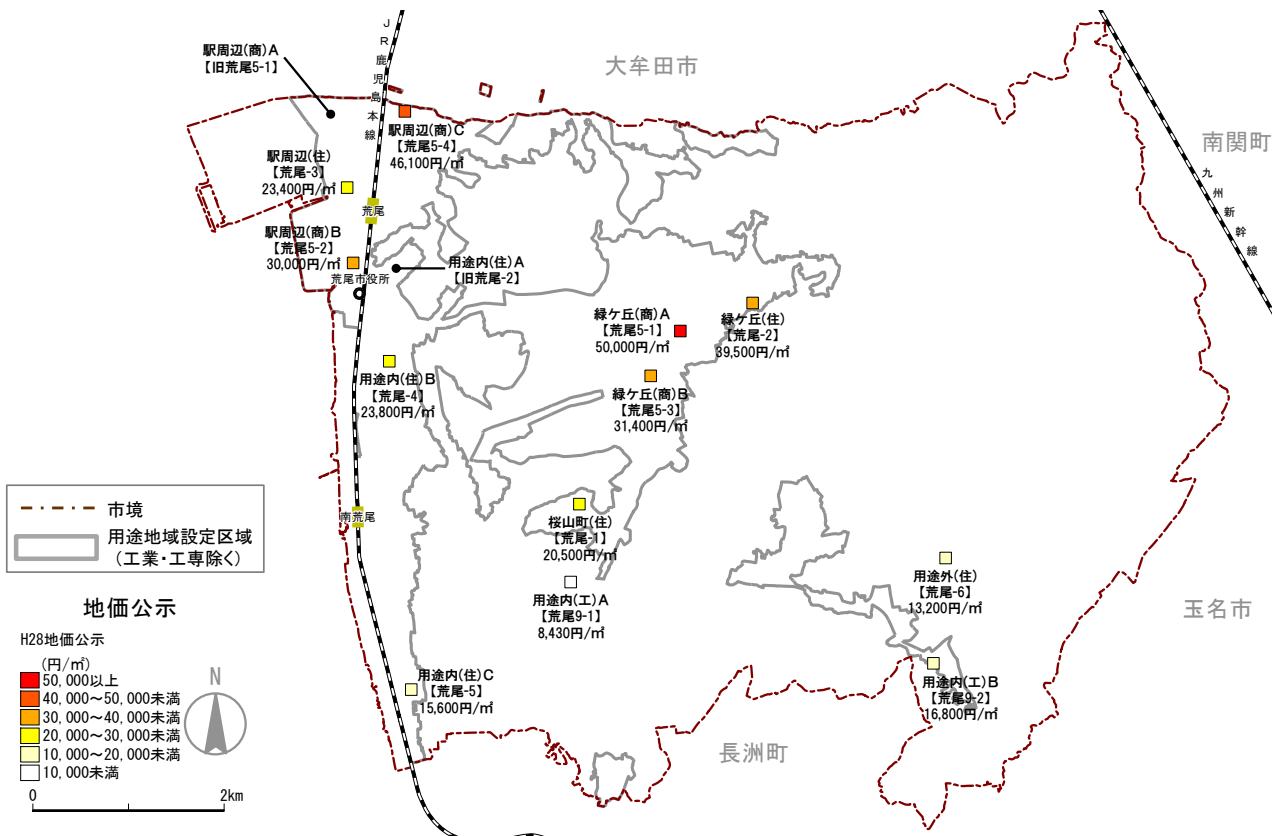 JR鹿児島本線
大牟田市
南関町
九州新幹線
駅周辺(商)A
【旧荒尾5-1】
駅周辺(商)C
【荒尾5-4】
46,100円/㎡
駅周辺(住)
【荒尾-3】
23,400円/㎡
荒尾
駅周辺(商)B
【荒尾5-2】
30,000円/㎡
荒尾市役所
用途内(住)A
【旧荒尾-2】
緑ケ丘(商)A
【荒尾5-1】
50,000円/㎡
緑ケ丘(住)
【荒尾-2】
39,500円/㎡
用途内(住)B
【荒尾-4】
23,800円/㎡
緑ケ丘(商)B
【荒尾5-3】
31,400円/㎡
南荒尾
桜山町(住)
【荒尾-1】
20,500円/㎡
用途内(工)A
【荒尾9-1】
8,430円/㎡
用途外(住)
【荒尾-6】
13,200円/㎡
玉名市
用途内(住)C
【荒尾-5】
15,600円/㎡
用途内(工)B
【荒尾9-2】
16,800円/㎡
長洲町
市境
用途地域設定区域
(工業・工専除く)
地価公示
H28地価公示
(円/㎡)
50,000以上
40,000～50,000未満
30,000～40,000未満
20,000～30,000未満
10,000～20,000未満
10,000未満
N
0 2km